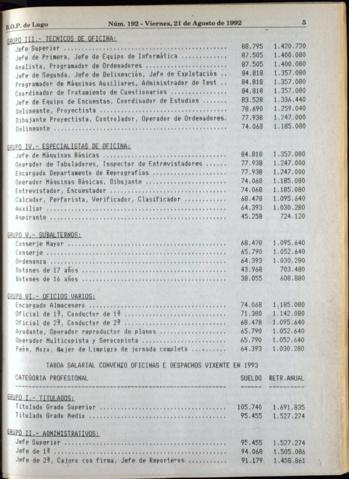 B.O.P. de Lugo Núm. 192 - Viernes, 21 de Agosto de 1992 5
GRUPO III.- TECNICOS DE OFICINA:
Jefe Superior 88.795 1.420.720
Jefe de Primera, Jefe de Equipo de Informática 87.505 1.400.080
Analista, Programador de Ordenadores 87.505 1.400.080
Jefe de Segunda, Jefe de Delineación, Jefe de Explotación 84.818 1.357.080
Programador de Máquinas Auxiliares, Administrador de Test 84.818 1.357.080
Coordinador de Tratamiento de Cuestionarios 84.818 1.357.080
Jefe de Equipo de Encuestas, Coordinador de Estudios 83.528 1.336.440
Delineante, Proyectista 78.690 1.259.040
Dibujante Proyectista, Controlador, Operador de Ordenadores. 77.938 1.247.000
Delineante 74.068 1.185.080
GRUPO IV.- ESPECIALISTAS DE OFICINA:
Jefe de Máquinas Básicas 84.818 1.357.080
Operador de Tabuladores, Inspector de Entrevistadores 77.938 1.247.000
Encargado Departamento de Reprografías 77.938 1.247.000
Operador Máquinas Básicas, Dibujante 74.068 1.185.080
Entrevistador, Encuestador 74.068 1.185.080
Calcador, Perforista, Verificador, Clasificador 68.478 1.095.640
Auxiliar 64.393 1.030.280
Aspirante 45.258 724.120
GRUPO V.- SUBALTERNOS:
Conserje Mayor 68.478 1.095.640
Conserje 65.790 1.052.640
Ordenanza 64.393 1.030.280
Botones de 17 años 43.968 703.480
Botones de 16 años 38.055 608.880
GRUPO VI.- OFICIOS VARIOS:
Encargado Almacenero 74.068 1.185.080
Oficial de 1ª, Conductor de 1ª 71.380 1.142.080
Oficial de 2ª, Conductor de 2ª 68.478 1.095.640
Ayudante, Operador reproductor de planos 65.790 1.052.640
Operador Multicopista y Xerocopista 65.790 1.052.640
Peón, Mozo, Mujer de Limpieza de jornada completa 64.393 1.030.280
TABOA SALARIAL CONVENIO OFICINAS E DESPACHOS VIXENTE EN 1993
CATEGORIA PROFESIONAL SUELDO RETR.ANUAL
GRUPO I.- TITULADOS:
Titulado Grado Superior 105.740 1.691.835
Titulado Grado Medio 95.455 1.527.274
GRUPO II.- ADMINISTRATIVOS:
Jefe Superior 95.455 1.527.274
Jefe de 1ª 94.068 1.505.086
Jefe de 2ª, Cajero con firma, Jefe de Reporteros 91.179 1.458.861